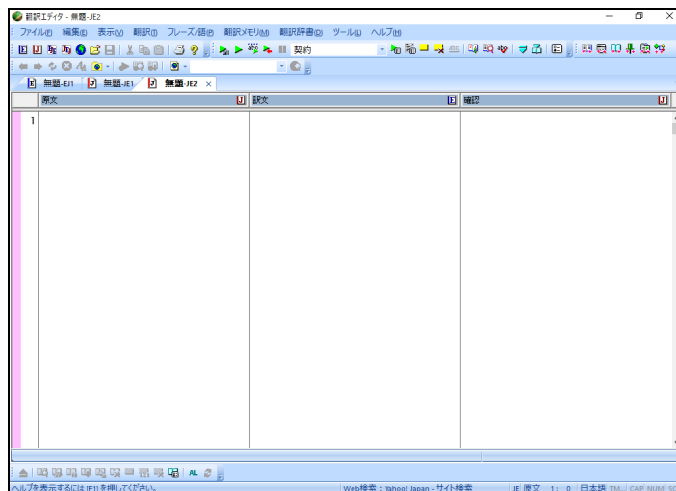 翻訳エディタ - 無題-JE2
ファイル(F) 編集(E) 表示(V) 翻訳(T) フレーズ/語(P) 翻訳メモリ(M) 翻訳辞書(D) ツール(L) ヘルプ(H)
契約
無題-EJ1 無題-JE1 無題-JE2 ×
原文 J 訳文 E 確認 J
1
AL
ヘルプを表示するには [F1] を押してください。 Web検索 : Yahoo! Japan - サイト検索 JE 原文 1: 0 日本語 TM CAP NUM SC